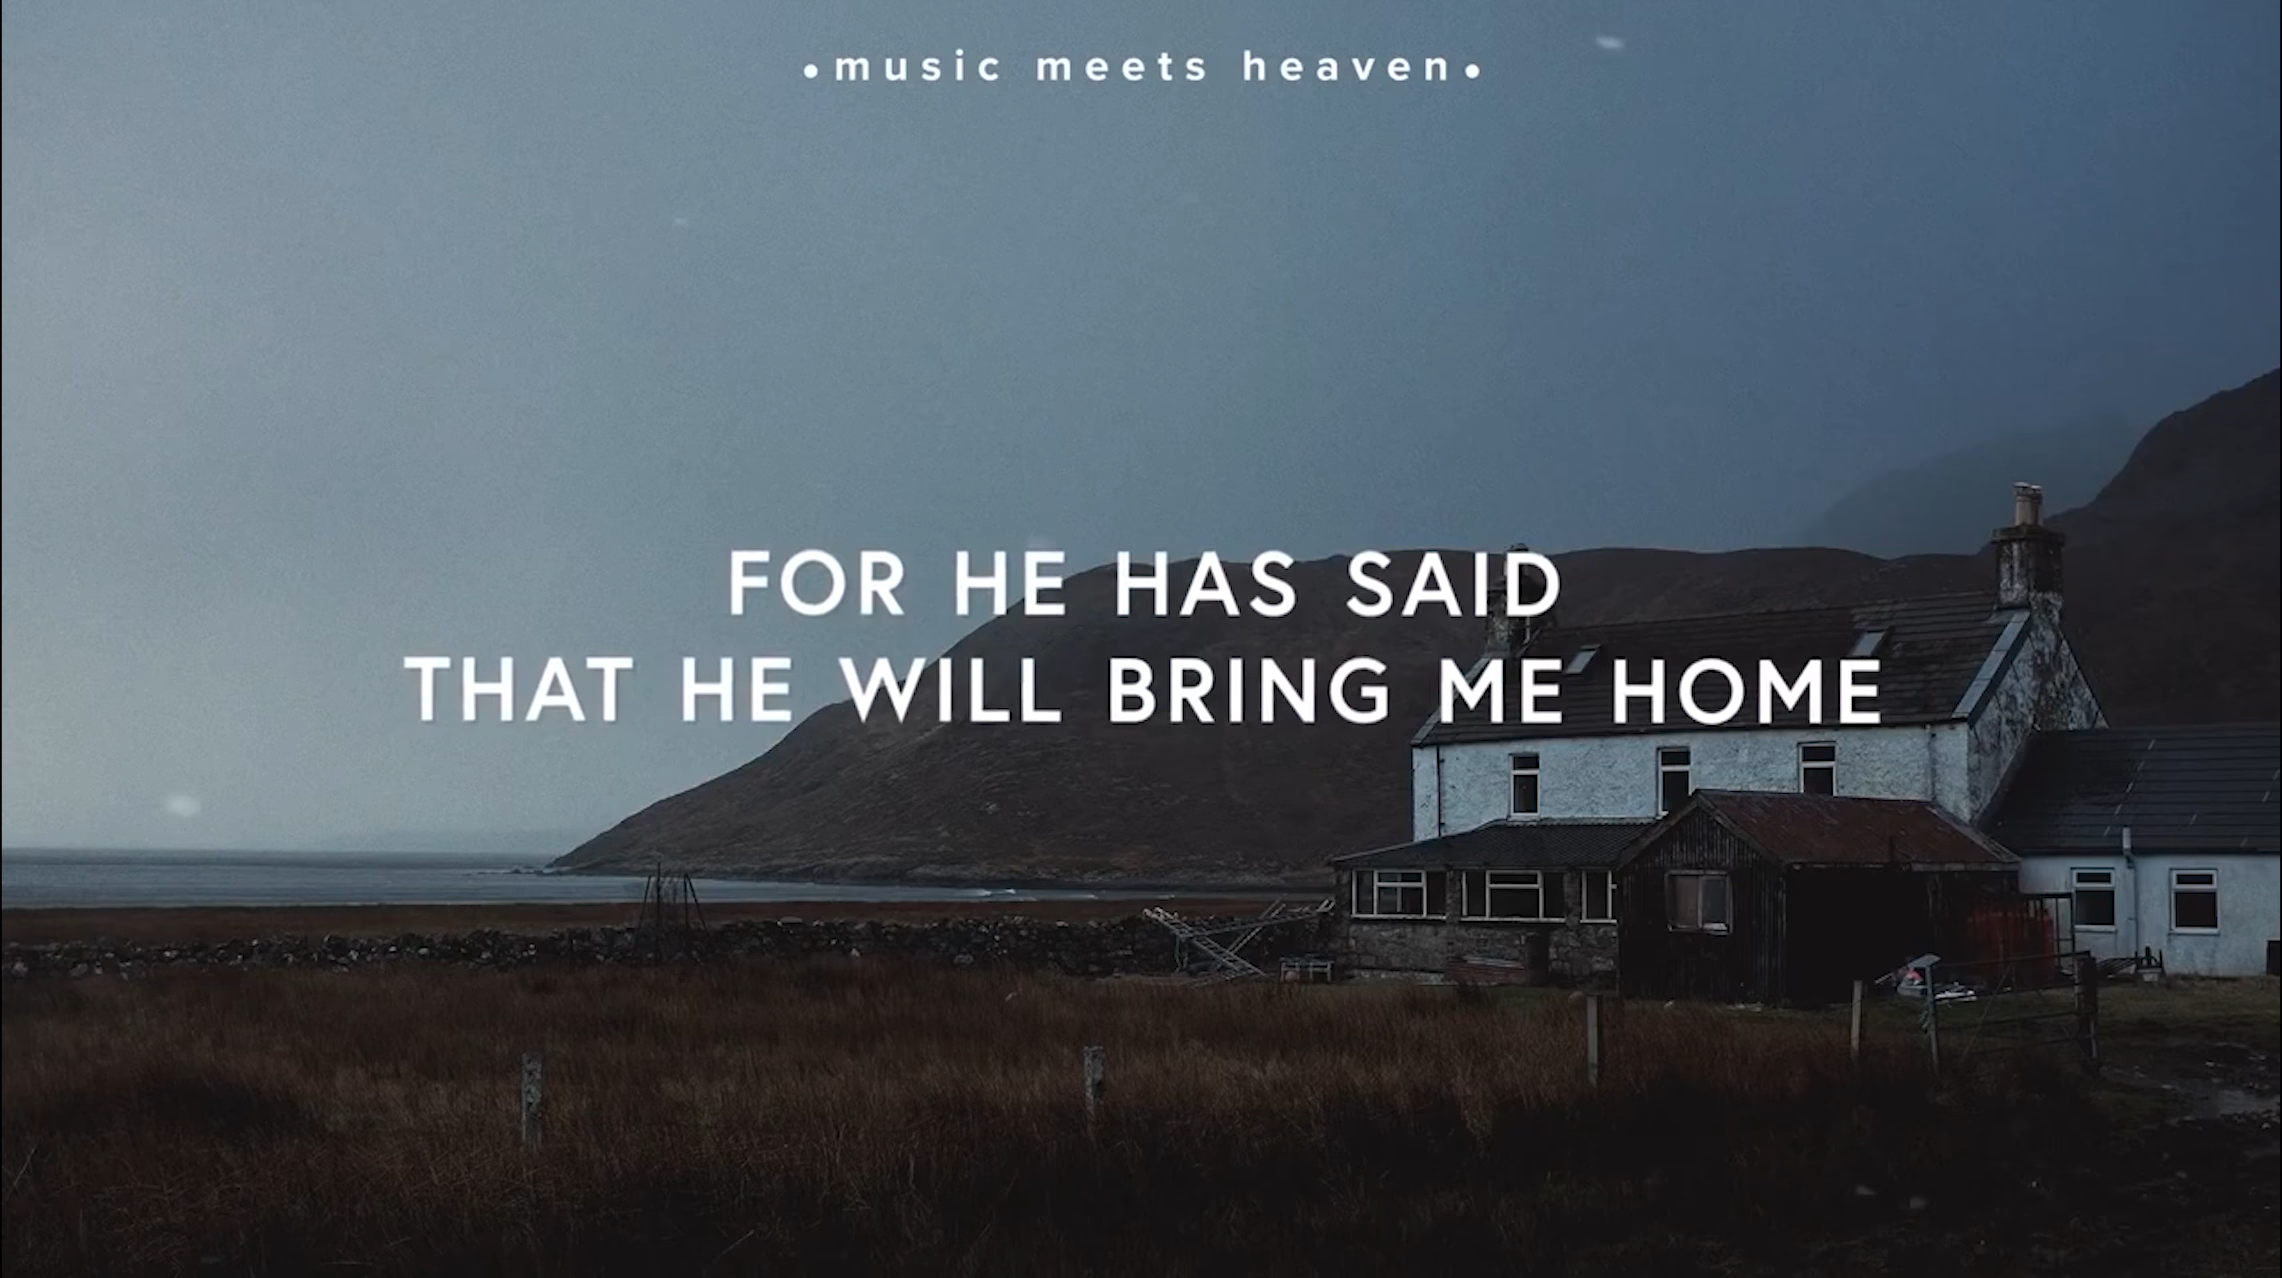 •music meets heaven•
FOR HE HAS SAID
THAT HE WILL BRING ME HOME